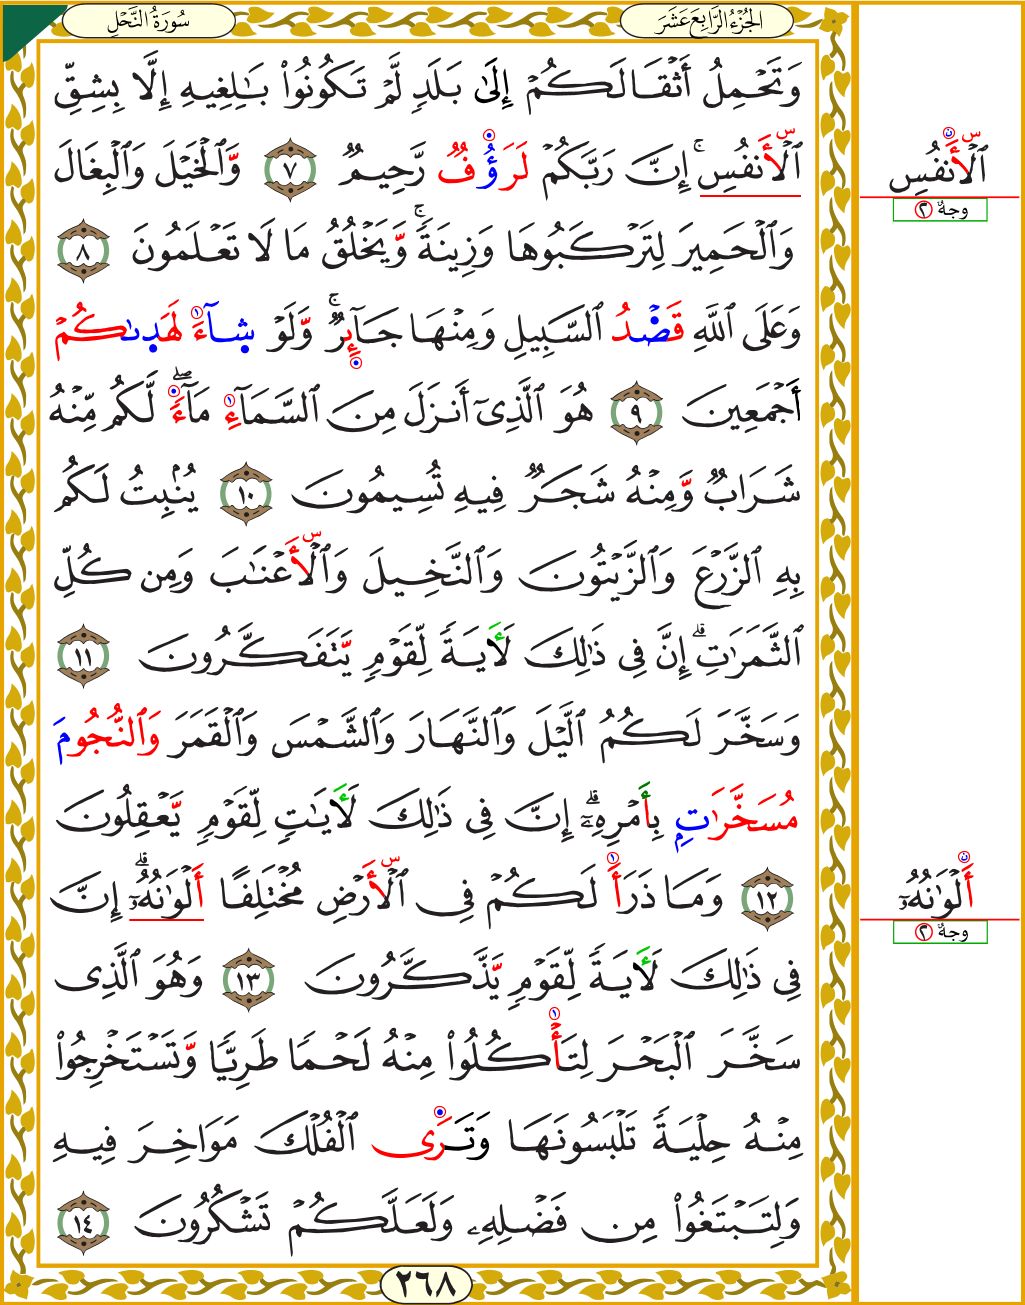 سُورَةُ النَّحْلِ
الجُزْءُ الرَّابِعَ عَشَرَ
وَتَحْمِلُ أَثْقَالَكُمْ إِلَىٰ بَلَدٍ لَّمْ تَكُونُوا۟ بَٰلِغِيهِ إِلَّا بِشِقِّ
ٱلْأَنفُسِ ۚ إِنَّ رَبَّكُمْ لَرَؤُفٌ رَّحِيمٌ ٧ وَّٱلْخَيْلَ وَٱلْبِغَالَ
وَٱلْحَمِيرَ لِتَرْكَبُوهَا وَزِينَةً ۚ وَّيَخْلُقُ مَا لَا تَعْلَمُونَ ٨
وَعَلَى ٱللَّهِ قَصْدُ ٱلسَّبِيلِ وَمِنْهَا جَآئِرٌ ۚ وَّلَوْ شَآءَ لَهَدَىٰكُمْ
أَجْمَعِينَ ٩ هُوَ ٱلَّذِىٓ أَنزَلَ مِنَ ٱلسَّمَآءِ مَآءً ۖ لَّكُم مِّنْهُ
شَرَابٌ وَّمِنْهُ شَجَرٌ فِيهِ تُسِيمُونَ ١٠ يُنۢبِتُ لَكُم
بِهِ ٱلزَّرْعَ وَٱلزَّيْتُونَ وَٱلنَّخِيلَ وَٱلْأَعْنَٰبَ وَمِن كُلِّ
ٱلثَّمَرَٰتِ ۗ إِنَّ فِى ذَٰلِكَ لَأَيَةً لِّقَوْمٍ يَّتَفَكَّرُونَ ١١
وَسَخَّرَ لَكُمُ ٱلَّيْلَ وَٱلنَّهَارَ وَٱلشَّمْسَ وَٱلْقَمَرَ وَٱلنُّجُومَ
مُسَخَّرَٰتٍۭ بِأَمْرِهِۦٓ ۗ إِنَّ فِى ذَٰلِكَ لَأَيَٰتٍ لِّقَوْمٍ يَّعْقِلُونَ
١٢ وَمَا ذَرَأَ لَكُمْ فِى ٱلْأَرْضِ مُخْتَلِفًا أَلْوَٰنُهُۥٓ ۗ إِنَّ
فِى ذَٰلِكَ لَأَيَةً لِّقَوْمٍ يَّذَّكَّرُونَ ١٣ وَهُوَ ٱلَّذِى
سَخَّرَ ٱلْبَحْرَ لِتَأْكُلُوا۟ مِنْهُ لَحْمًا طَرِيًّا وَّتَسْتَخْرِجُوا۟
مِنْهُ حِلْيَةً تَلْبَسُونَهَا وَتَرَى ٱلْفُلْكَ مَوَاخِرَ فِيهِ
وَلِتَبْتَغُوا۟ مِن فَضْلِهِۦ وَلَعَلَّكُمْ تَشْكُرُونَ ١٤
٢٦٨
ٱلْأَنفُسِ
وجهٌ ٢
أَلْوَٰنُهُۥٓ
وجهٌ ٢